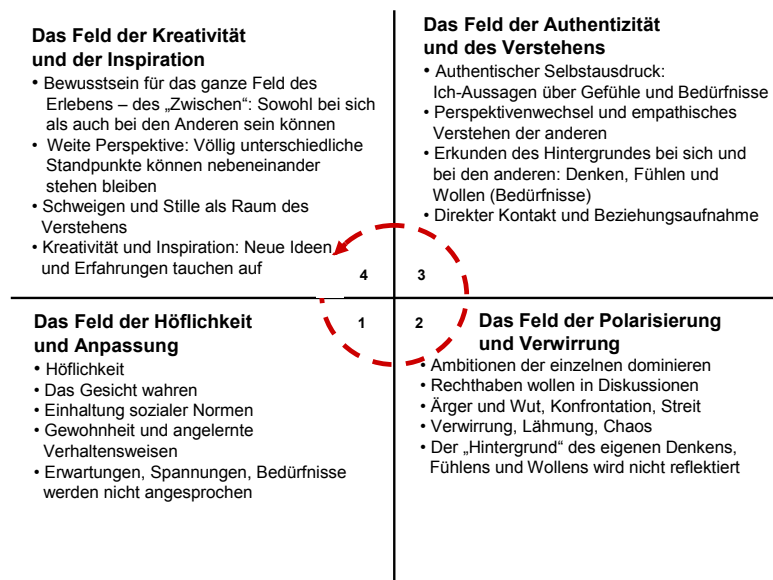 Das Feld der Kreativität
und der Inspiration
• Bewusstsein für das ganze Feld des
Erlebens – des „Zwischen“: Sowohl bei sich
als auch bei den Anderen sein können
• Weite Perspektive: Völlig unterschiedliche
Standpunkte können nebeneinander
stehen bleiben
• Schweigen und Stille als Raum des
Verstehens
• Kreativität und Inspiration: Neue Ideen
und Erfahrungen tauchen auf
4
Das Feld der Authentizität
und des Verstehens
• Authentischer Selbstausdruck:
Ich-Aussagen über Gefühle und Bedürfnisse
• Perspektivenwechsel und empathisches
Verstehen der anderen
• Erkunden des Hintergrundes bei sich und
bei den anderen: Denken, Fühlen und
Wollen (Bedürfnisse)
• Direkter Kontakt und Beziehungsaufnahme
3
Das Feld der Höflichkeit
und Anpassung
• Höflichkeit
• Das Gesicht wahren
• Einhaltung sozialer Normen
• Gewohnheit und angelernte
Verhaltensweisen
• Erwartungen, Spannungen, Bedürfnisse
werden nicht angesprochen
1
2
Das Feld der Polarisierung
und Verwirrung
• Ambitionen der einzelnen dominieren
• Rechthaben wollen in Diskussionen
• Ärger und Wut, Konfrontation, Streit
• Verwirrung, Lähmung, Chaos
• Der „Hintergrund“ des eigenen Denkens,
Fühlens und Wollens wird nicht reflektiert